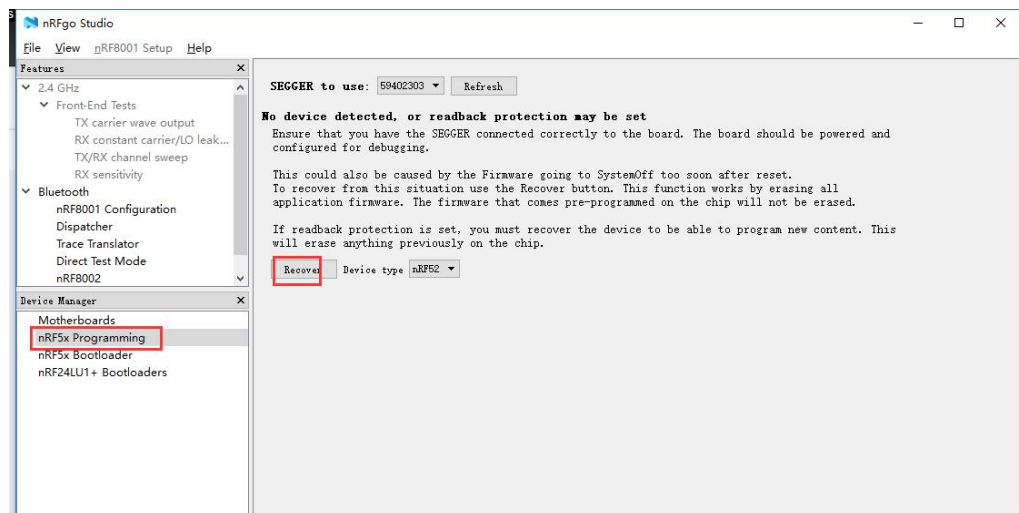 nRFgo Studio
File View nRF8001 Setup Help
Features
2.4 GHz
Front-End Tests
TX carrier wave output
RX constant carrier/LO leak...
TX/RX channel sweep
RX sensitivity
Bluetooth
nRF8001 Configuration
Dispatcher
Trace Translator
Direct Test Mode
nRF8002
Device Manager
Motherboards
nRF5x Programming
nRF5x Bootloader
nRF24LU1+ Bootloaders
SEGGER to use: 59402303 Refresh
No device detected, or readback protection may be set
Ensure that you have the SEGGER connected correctly to the board. The board should be powered and
configured for debugging.
This could also be caused by the Firmware going to SystemOff too soon after reset.
To recover from this situation use the Recover button. This function works by erasing all
application firmware. The firmware that comes pre-programmed on the chip will not be erased.
If readback protection is set, you must recover the device to be able to program new content. This
will erase anything previously on the chip.
Recover Device type nRF52